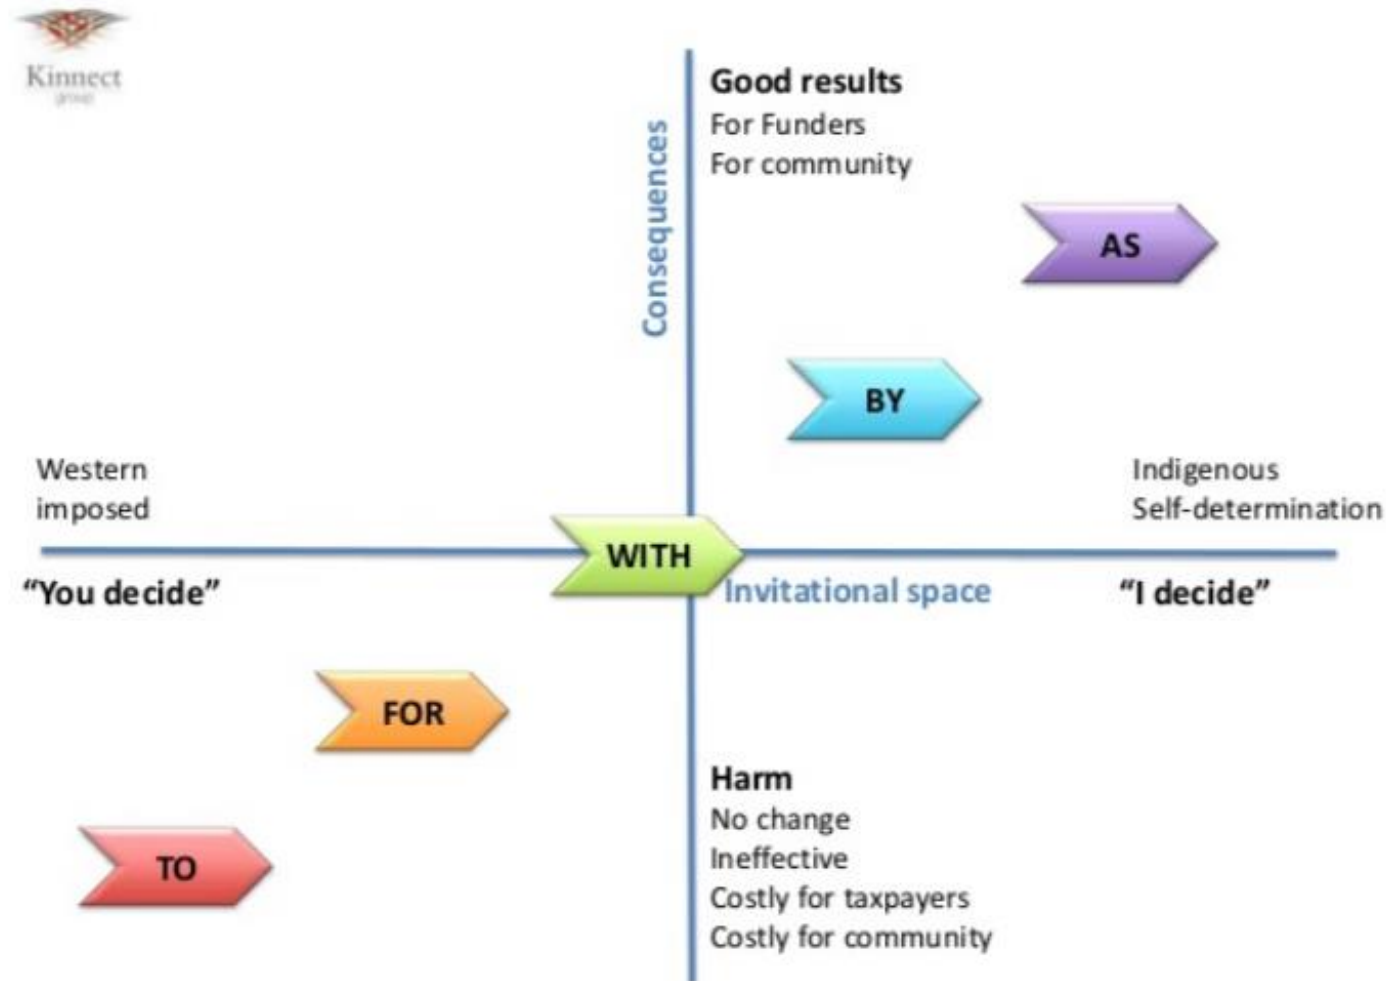 Kinnect
group
Good results
For Funders
For community
Consequences
AS
BY
Western
imposed
Indigenous
Self-determination
WITH
"You decide"
Invitational space
"I decide"
FOR
Harm
No change
Ineffective
Costly for taxpayers
Costly for community
TO